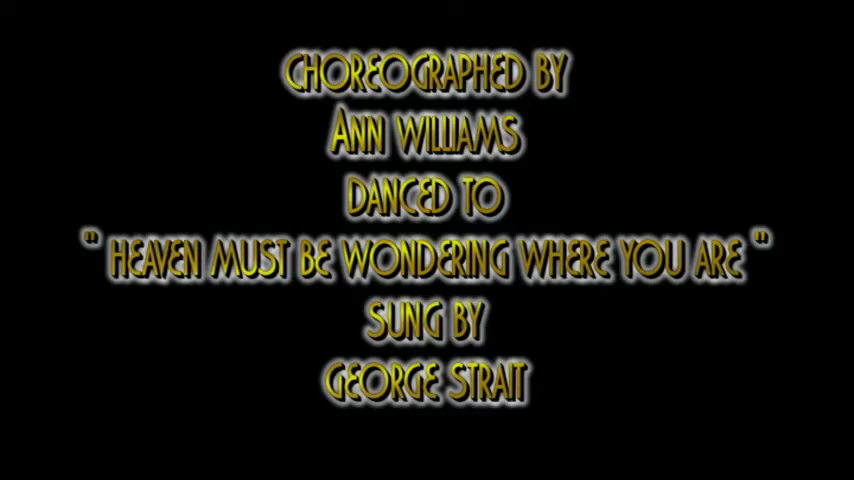 CHOREOGRAPHED BY
ANN WILLIAMS
DANCED TO
" HEAVEN MUST BE WONDERING WHERE YOU ARE "
SUNG BY
GEORGE STRAIT